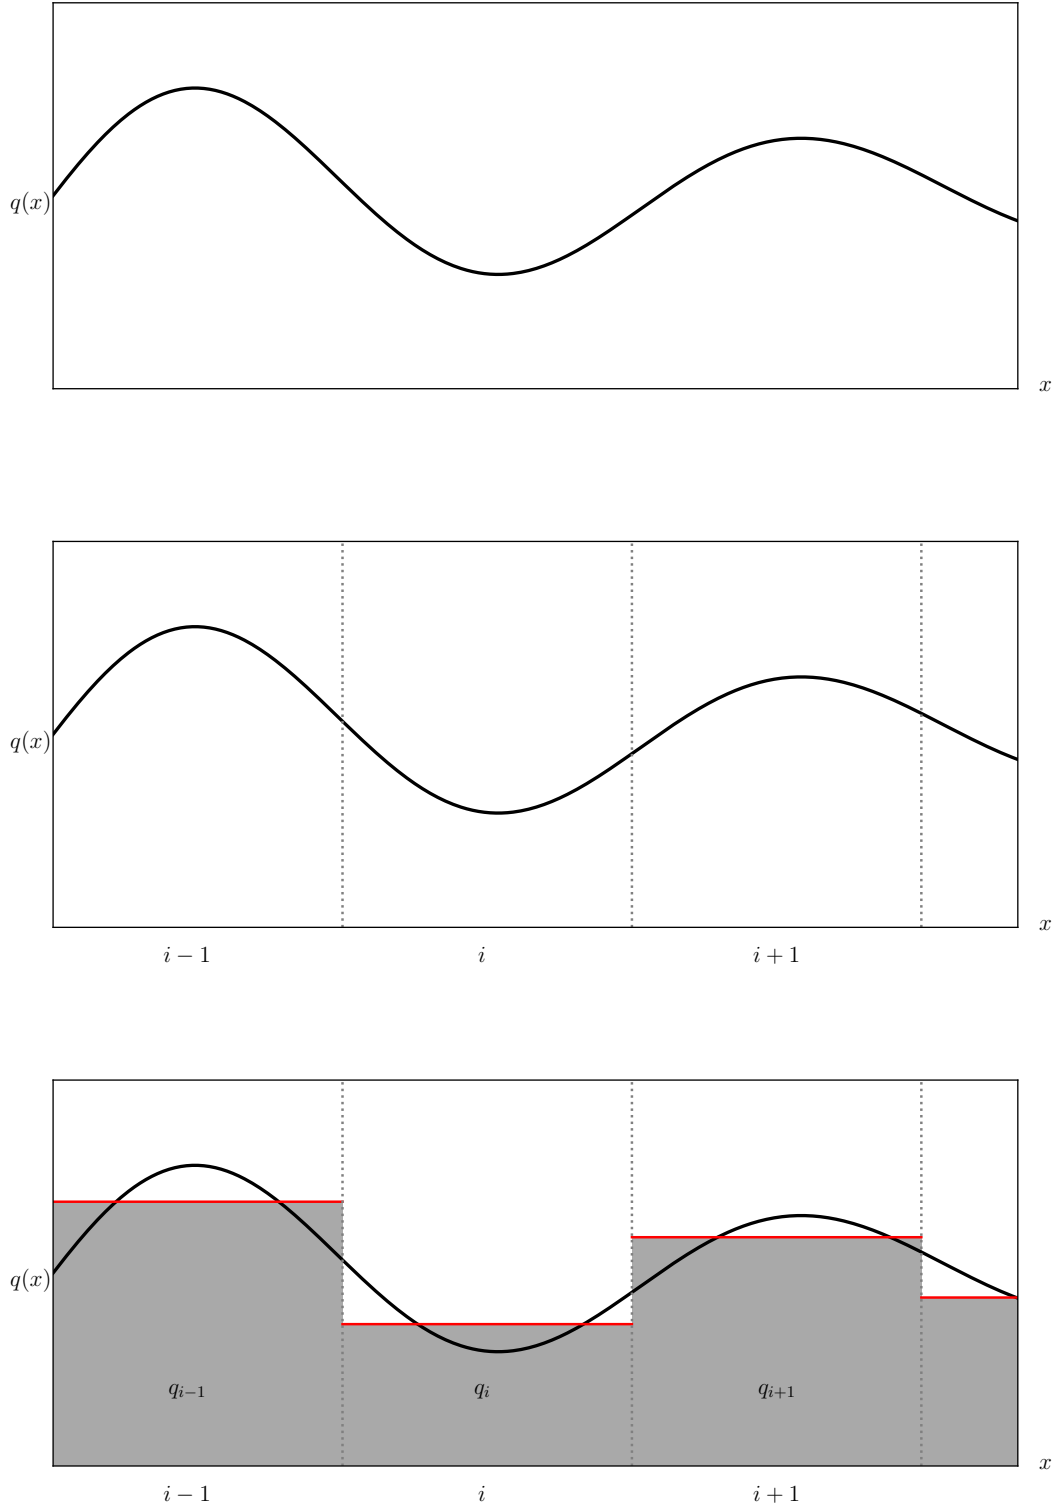 q(x)
x
q(x)
x
i − 1 i i + 1
q(x)
q_{i−1} q_i q_{i+1}
x
i − 1 i i + 1